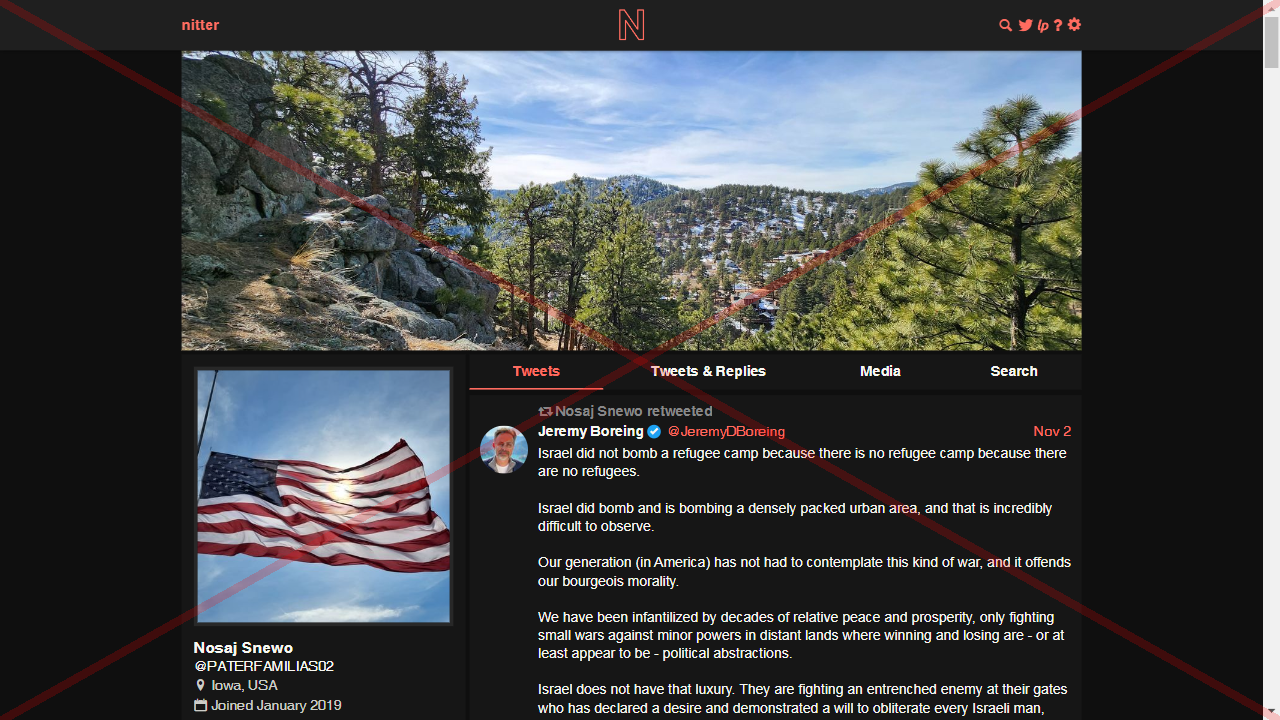 nitter
N
lp ?
Tweets
Tweets & Replies
Media
Search
Nosaj Snewo retweeted
Jeremy Boreing @JeremyDBoreing Nov 2
Israel did not bomb a refugee camp because there is no refugee camp because there
are no refugees.
Israel did bomb and is bombing a densely packed urban area, and that is incredibly
difficult to observe.
Our generation (in America) has not had to contemplate this kind of war, and it offends
our bourgeois morality.
We have been infantilized by decades of relative peace and prosperity, only fighting
small wars against minor powers in distant lands where winning and losing are - or at
least appear to be - political abstractions.
Israel does not have that luxury. They are fighting an entrenched enemy at their gates
who has declared a desire and demonstrated a will to obliterate every Israeli man,
Nosaj Snewo
@PATERFAMILIAS02
Iowa, USA
Joined January 2019